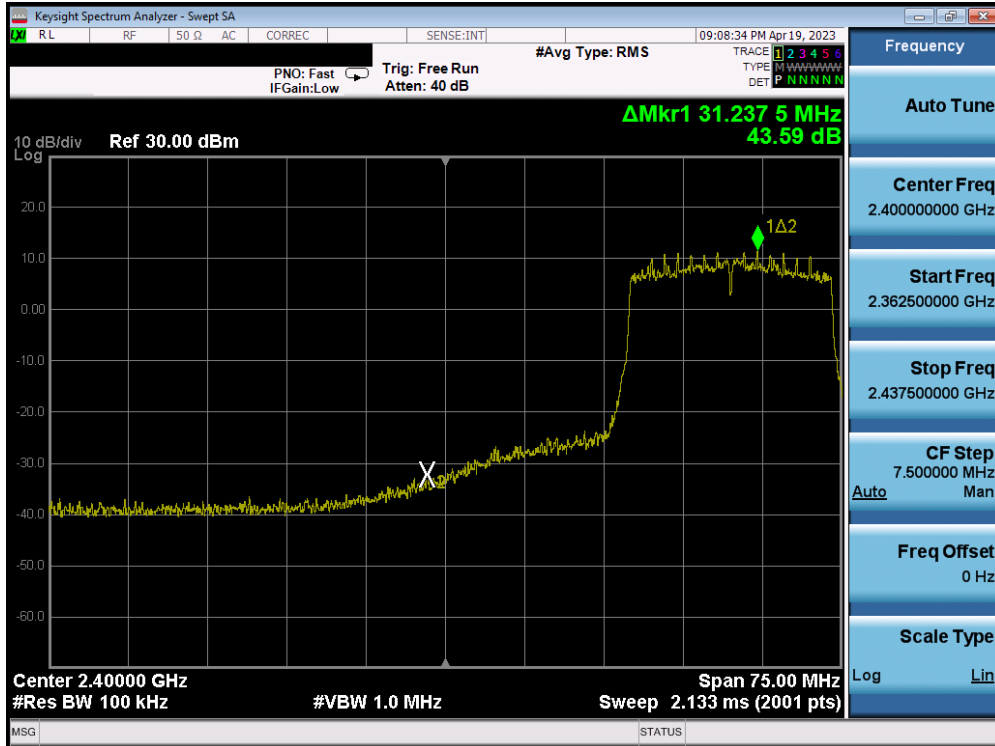 Keysight Spectrum Analyzer - Swept SA
LXI RL RF 50 Ω AC CORREC SENSE:INT 09:08:34 PM Apr 19, 2023
#Avg Type: RMS
TRACE 1 2 3 4 5 6
PNO: Fast Trig: Free Run
TYPE M W W W W W
IFGain:Low Atten: 40 dB
DET P N N N N N
ΔMkr1 31.237 5 MHz
43.59 dB
10 dB/div Ref 30.00 dBm
Log
20.0
10.0
0.00
-10.0
-20.0
-30.0
-40.0
-50.0
-60.0
1Δ2
X2
Center 2.40000 GHz Span 75.00 MHz
#Res BW 100 kHz #VBW 1.0 MHz Sweep 2.133 ms (2001 pts)
MSG STATUS
Frequency
Auto Tune
Center Freq
2.400000000 GHz
Start Freq
2.362500000 GHz
Stop Freq
2.437500000 GHz
CF Step
7.500000 MHz
Auto Man
Freq Offset
0 Hz
Scale Type
Log Lin